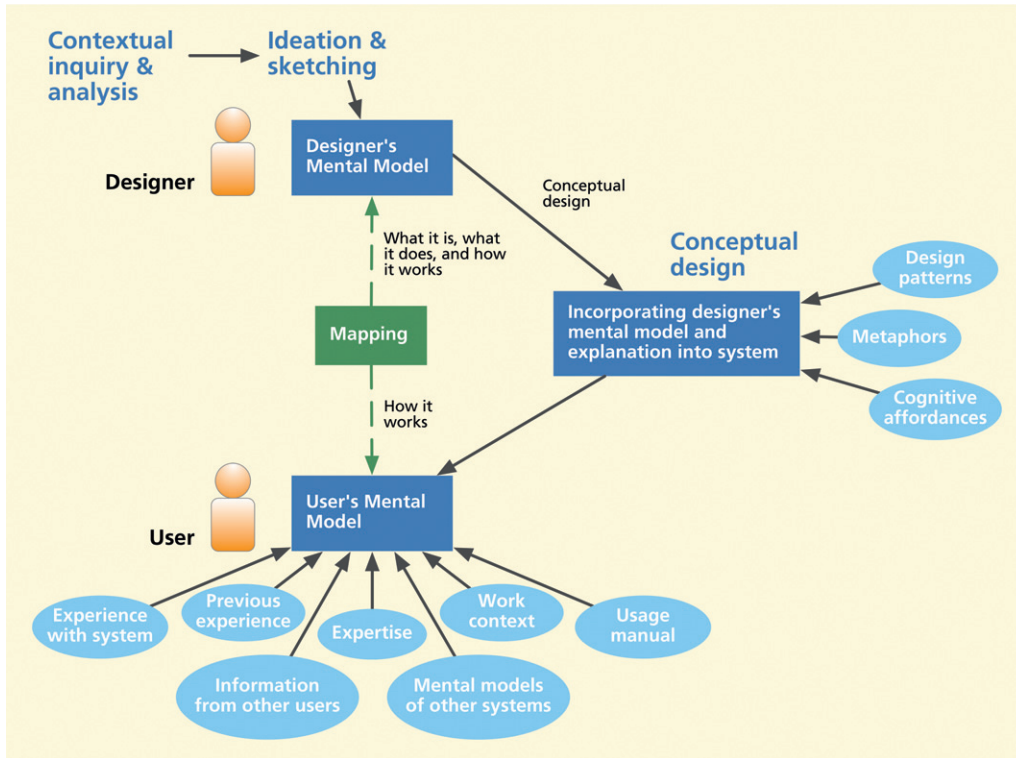 Contextual
inquiry &
analysis
Ideation &
sketching
Designer
Designer's
Mental Model
Conceptual
design
What it is, what
it does, and how
it works
Conceptual
design
Design
patterns
Incorporating designer's
mental model and
explanation into system
Metaphors
Mapping
Cognitive
affordances
How it
works
User
User's Mental
Model
Experience
with system
Previous
experience
Expertise
Work
context
Usage
manual
Information
from other users
Mental models
of other systems